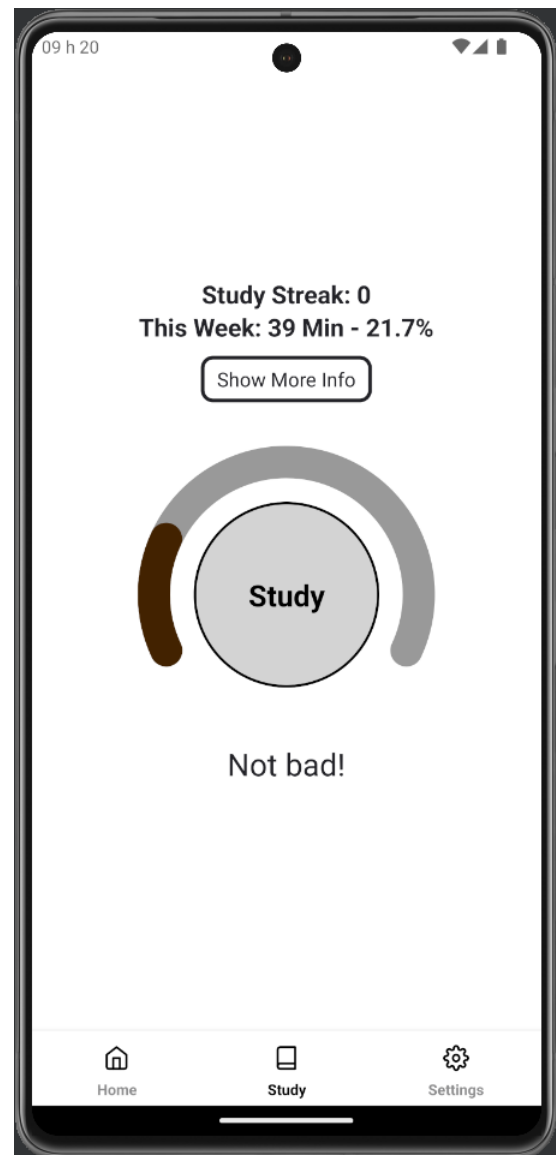 09 h 20
Study Streak: 0
This Week: 39 Min - 21.7%
Show More Info
Study
Not bad!
Home
Study
Settings